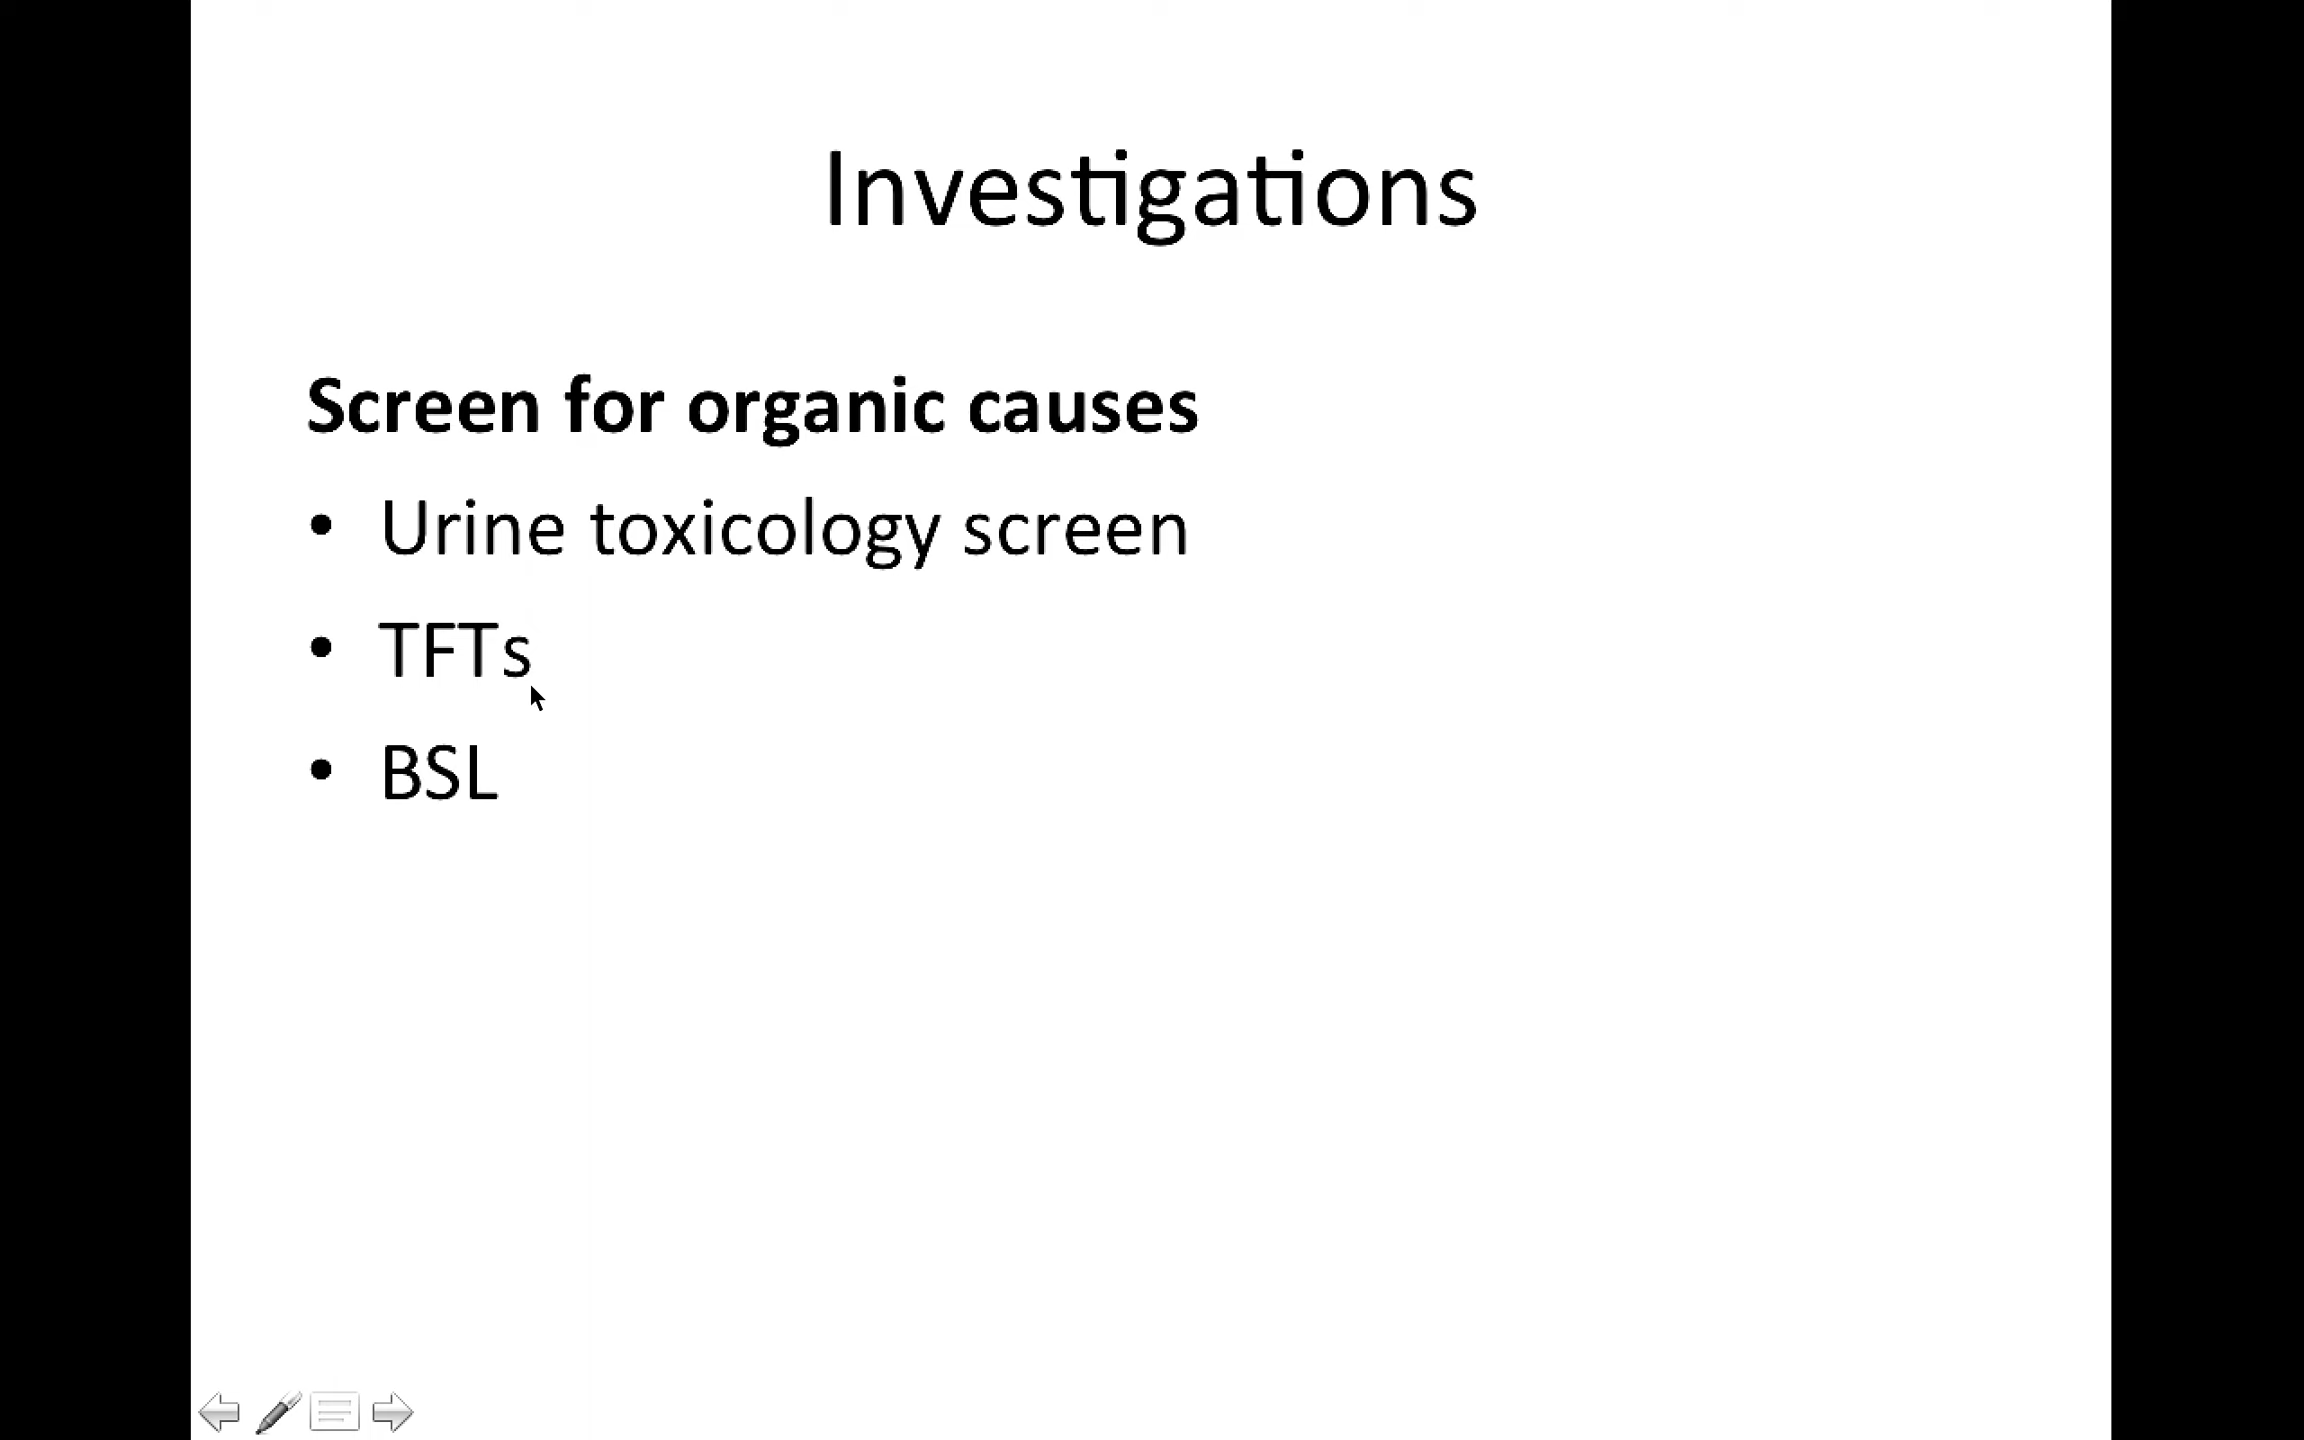 Investigations
Screen for organic causes
• Urine toxicology screen
• TFTs
• BSL